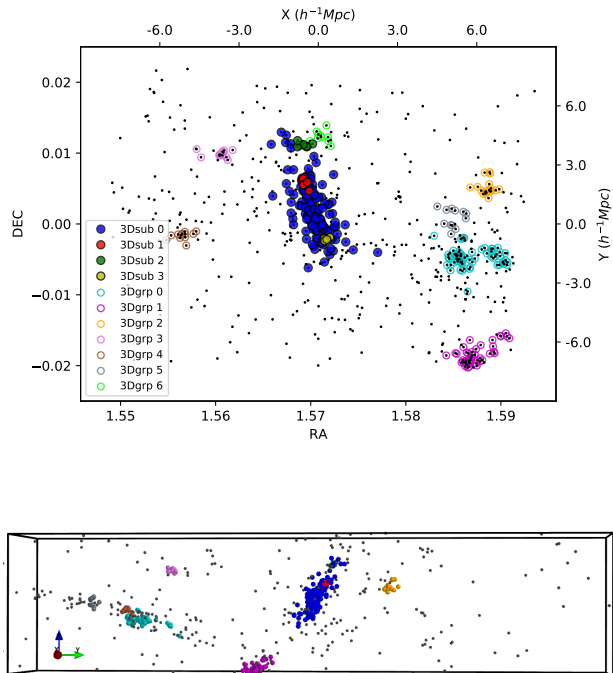 X (h⁻¹Mpc)
-6.0 -3.0 0.0 3.0 6.0
0.02
0.01
0.00
−0.01
−0.02
DEC
6.0
3.0
0.0
-3.0
-6.0
Y (h⁻¹Mpc)
3Dsub 0
3Dsub 1
3Dsub 2
3Dsub 3
3Dgrp 0
3Dgrp 1
3Dgrp 2
3Dgrp 3
3Dgrp 4
3Dgrp 5
3Dgrp 6
1.55 1.56 1.57 1.58 1.59
RA